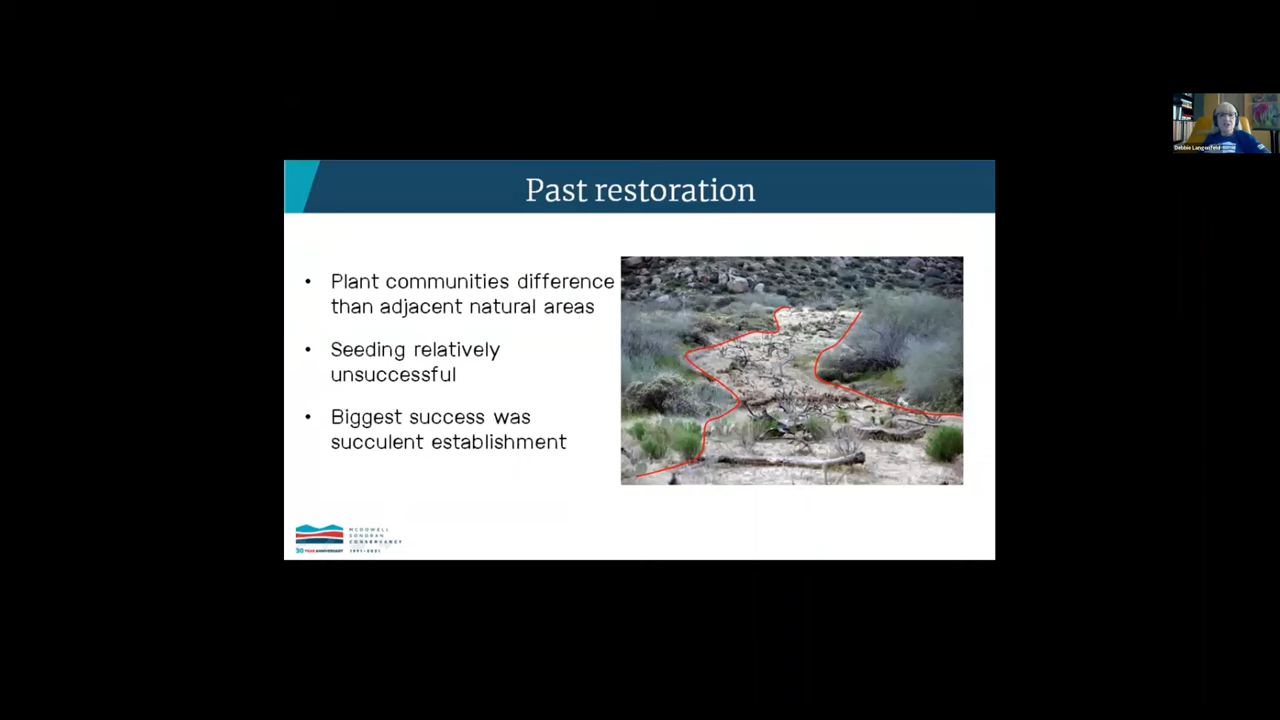 Past restoration
• Plant communities difference
than adjacent natural areas
• Seeding relatively
unsuccessful
• Biggest success was
succulent establishment
MCDOWELL
SONORAN
CONSERVANCY
30 YEAR ANNIVERSARY
1991-2021
Debbie Langenfeld